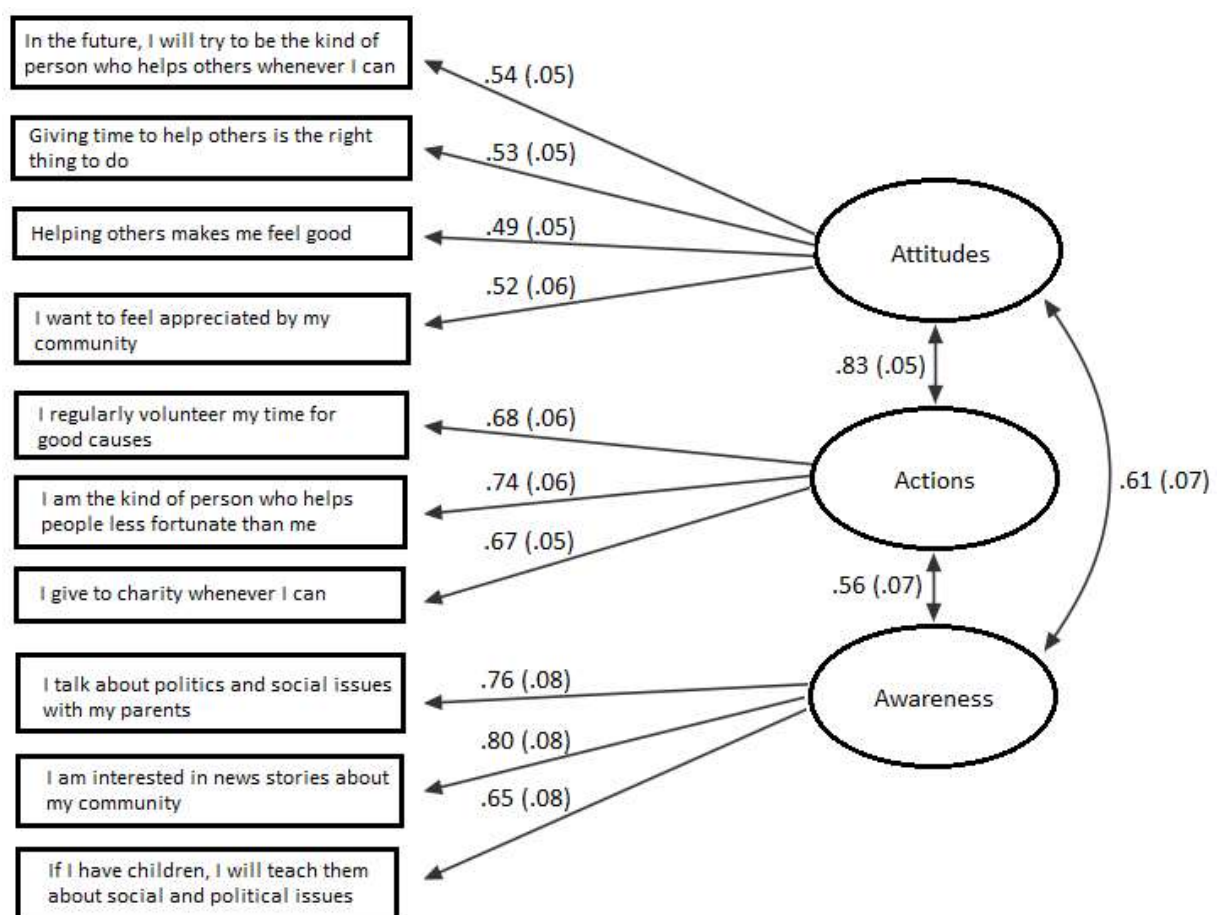 In the future, I will try to be the kind of
person who helps others whenever I can
.54 (.05)
Giving time to help others is the right
thing to do
.53 (.05)
Helping others makes me feel good
.49 (.05)
Attitudes
I want to feel appreciated by my
community
.52 (.06)
.83 (.05)
I regularly volunteer my time for
good causes
.68 (.06)
I am the kind of person who helps
people less fortunate than me
.74 (.06)
Actions
.61 (.07)
I give to charity whenever I can
.67 (.05)
.56 (.07)
I talk about politics and social issues
with my parents
.76 (.08)
Awareness
I am interested in news stories about
my community
.80 (.08)
If I have children, I will teach them
about social and political issues
.65 (.08)